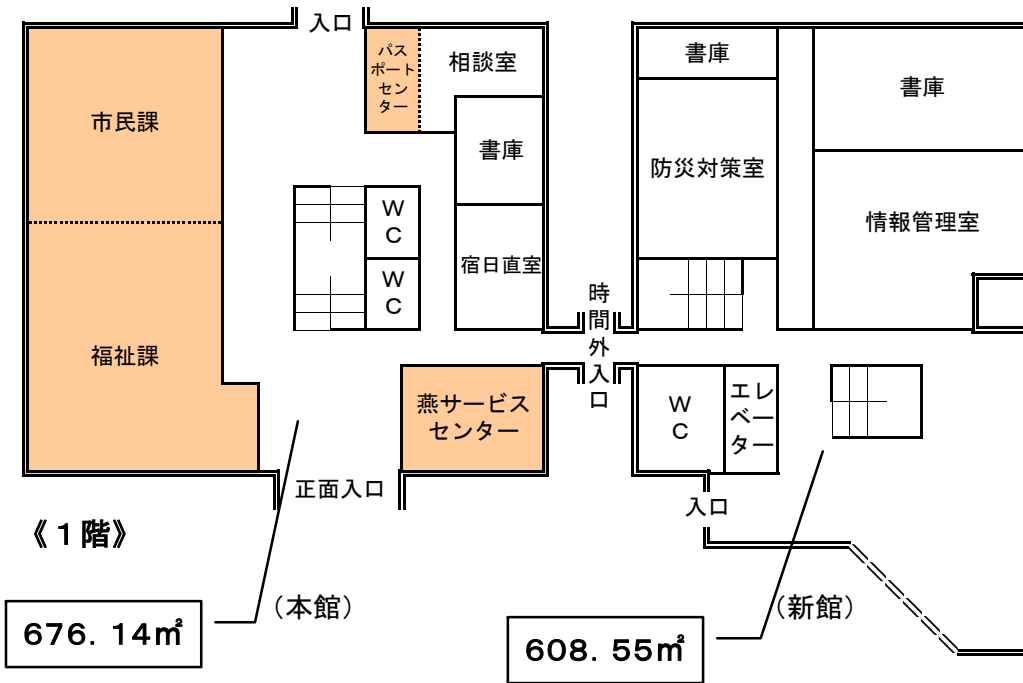 入口
パス
ポート
セン
ター
相談室
書庫
書庫
市民課
書庫
防災対策室
W
C
情報管理室
W
C
宿日直室
時
間
外
入
口
福祉課
燕サービス
センター
W
C
エレ
ベー
ター
正面入口
入口
《１階》
(本館)
(新館)
676.14㎡
608.55㎡